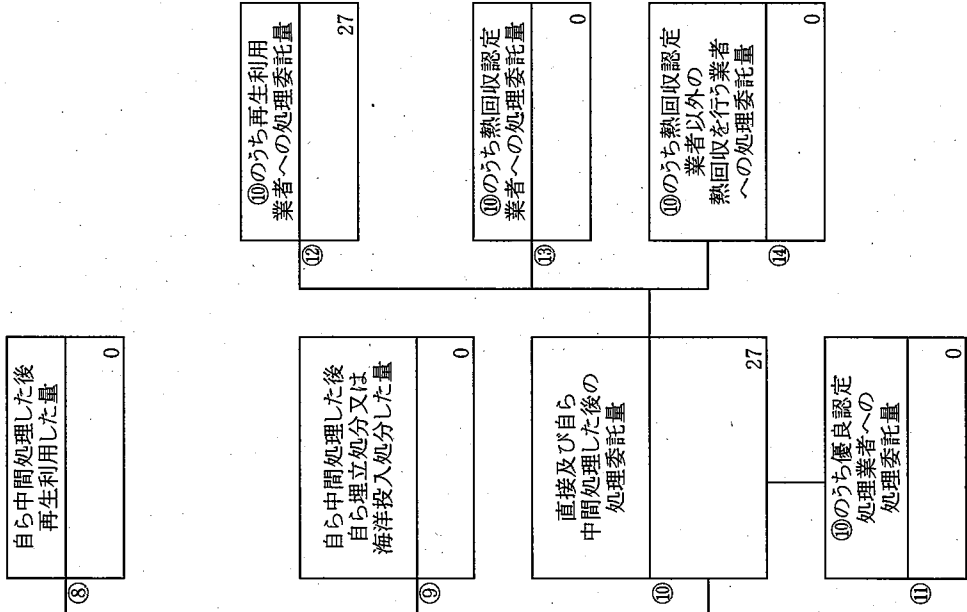 ⑧
自ら中間処理した後
再生利用した量
0
⑨
自ら中間処理した後
自ら埋立処分又は
海洋投入処分した量
0
⑩
直接及び自ら
中間処理した後の
処理委託量
27
⑪
⑩のうち優良認定
処理業者への
処理委託量
0
⑫
⑩のうち再生利用
業者への処理委託量
27
⑬
⑩のうち熱回収認定
業者への処理委託量
0
⑭
⑩のうち熱回収認定
業者以外の
熱回収を行う業者
への処理委託量
0